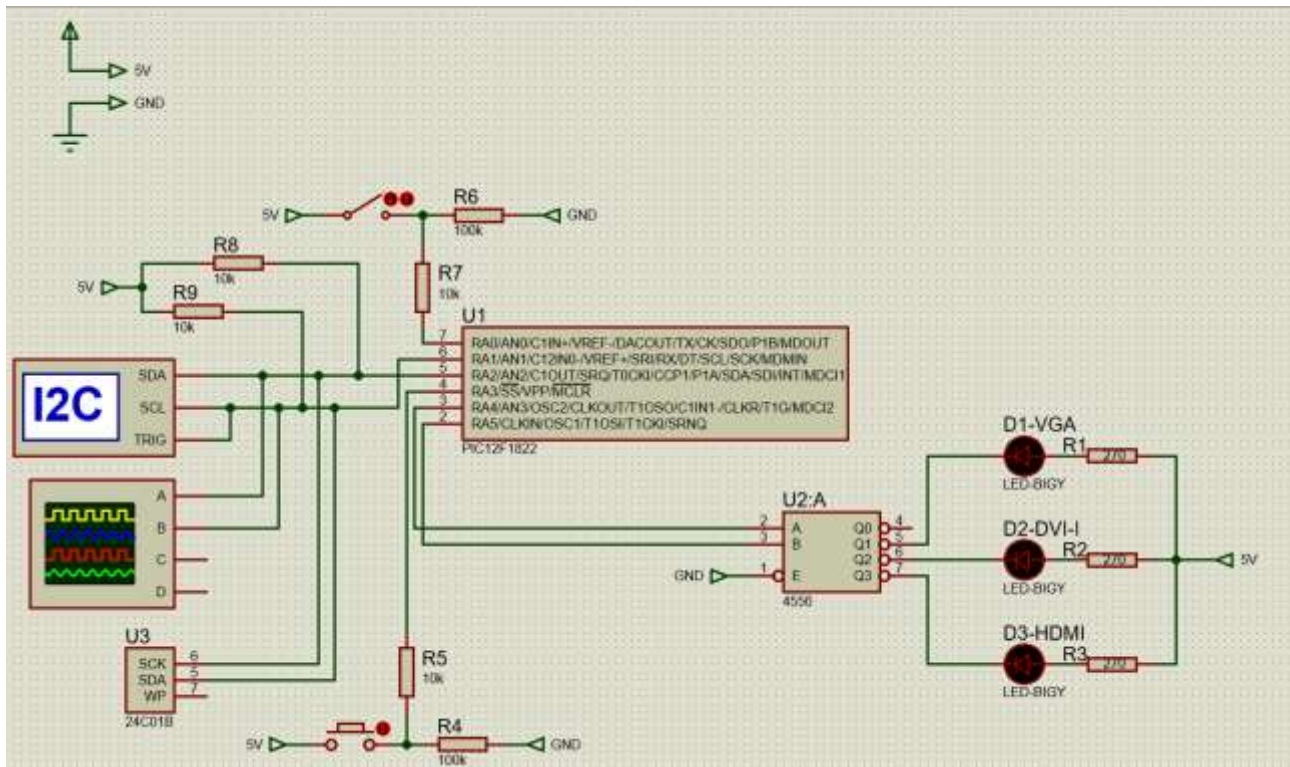 5V
GND
5V
R6
100k
GND
R8
10k
R7
10k
5V
R9
10k
U1
7
RA0/AN0/C1IN+/VREF-/DACOUT/TX/CK/SDO/P1B/MDOUT
6
RA1/AN1/C12IN0-/VREF+/SRI/RX/DT/SCL/SCK/MDMIN
5
RA2/AN2/C1OUT/SRQ/T0CKI/CCP1/P1A/SDA/SDI/INT/MDCI1
4
RA3/SS/VPP/MCLR
3
RA4/AN3/OSC2/CLKOUT/T1OSO/C1IN1-/CLKR/T1G/MDCI2
2
RA5/CLKIN/OSC1/T1OSI/T1CKI/SRNQ
PIC12F1822
I2C
SDA
SCL
TRIG
A
B
C
D
U3
SCK 6
SDA 5
WP 7
24C01B
R5
10k
5V
R4
100k
GND
U2:A
2 A
3 B
1 E
Q0 4
Q1 5
Q2 6
Q3 7
4556
GND
D1-VGA
R1
270
LED-BIGY
D2-DVI-I
R2
270
LED-BIGY
5V
D3-HDMI
R3
270
LED-BIGY